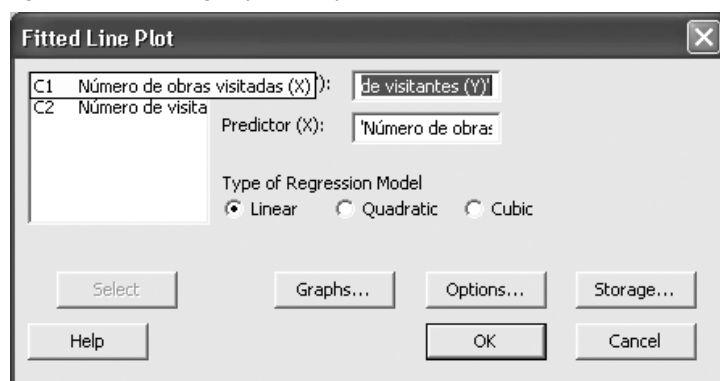 Fitted Line Plot
C1 Número de obras visitadas (X) '): de visitantes (Y)'
C2 Número de visita
Predictor (X): 'Número de obras
Type of Regression Model
Linear Quadratic Cubic
Select Graphs... Options... Storage...
Help OK Cancel